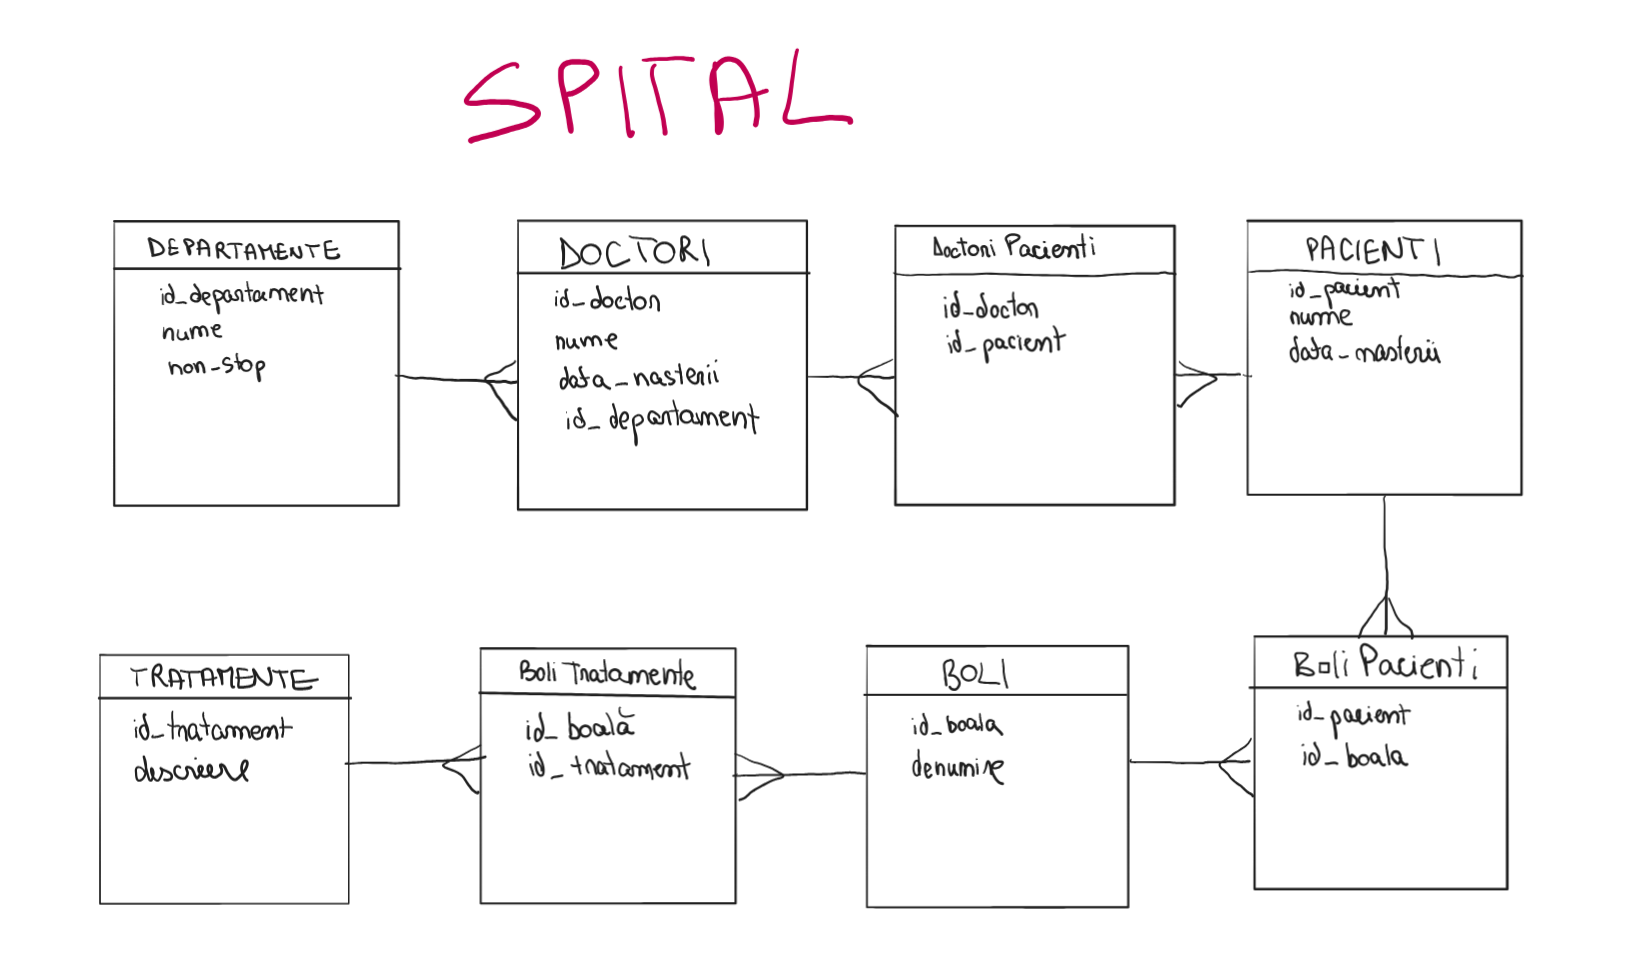 SPITAL
DEPARTAMENTE
id_departament
nume
non-stop
DOCTORI
id_doctor
nume
data_nasterii
id_departament
Doctori Pacienti
id_doctor
id_pacient
PACIENTI
id_pacient
nume
data_nasterii
TRATAMENTE
id_tratament
descriere
Boli Tratamente
id_boală
id_tratament
BOLI
id_boala
denumire
Boli Pacienti
id_pacient
id_boala